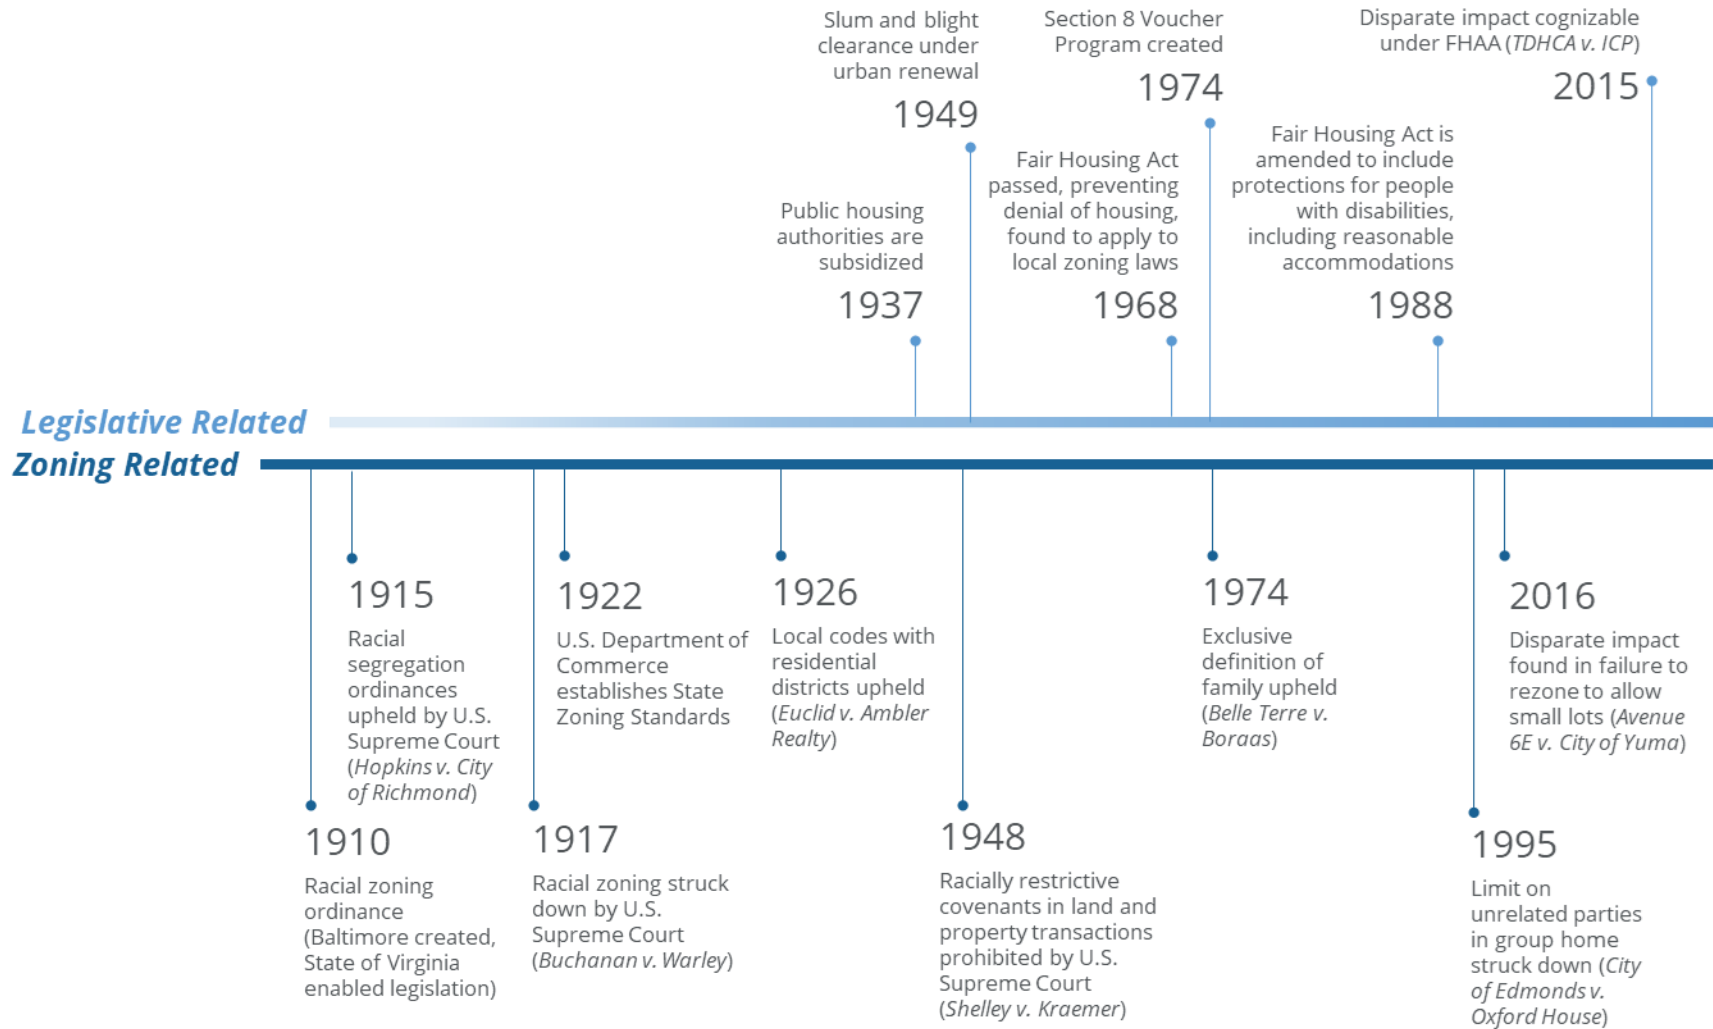 Slum and blight
clearance under
urban renewal
1949
Section 8 Voucher
Program created
1974
Disparate impact cognizable
under FHAA (TDHCA v. ICP)
2015
Public housing
authorities are
subsidized
1937
Fair Housing Act
passed, preventing
denial of housing,
found to apply to
local zoning laws
1968
Fair Housing Act is
amended to include
protections for people
with disabilities,
including reasonable
accommodations
1988
Legislative Related
Zoning Related
1915
Racial
segregation
ordinances
upheld by U.S.
Supreme Court
(Hopkins v. City
of Richmond)
1922
U.S. Department of
Commerce
establishes State
Zoning Standards
1926
Local codes with
residential
districts upheld
(Euclid v. Ambler
Realty)
1974
Exclusive
definition of
family upheld
(Belle Terre v.
Boraas)
2016
Disparate impact
found in failure to
rezone to allow
small lots (Avenue
6E v. City of Yuma)
1910
Racial zoning
ordinance
(Baltimore created,
State of Virginia
enabled legislation)
1917
Racial zoning struck
down by U.S.
Supreme Court
(Buchanan v. Warley)
1948
Racially restrictive
covenants in land and
property transactions
prohibited by U.S.
Supreme Court
(Shelley v. Kraemer)
1995
Limit on
unrelated parties
in group home
struck down (City
of Edmonds v.
Oxford House)